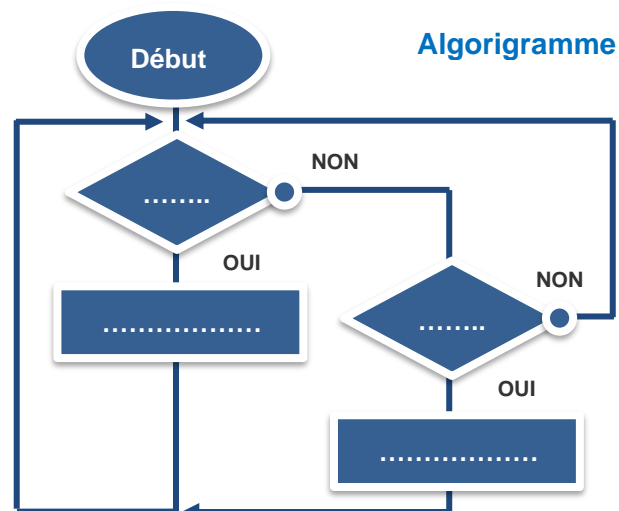 Algorigramme
Début
NON
……..
OUI
………………
NON
……..
OUI
………………